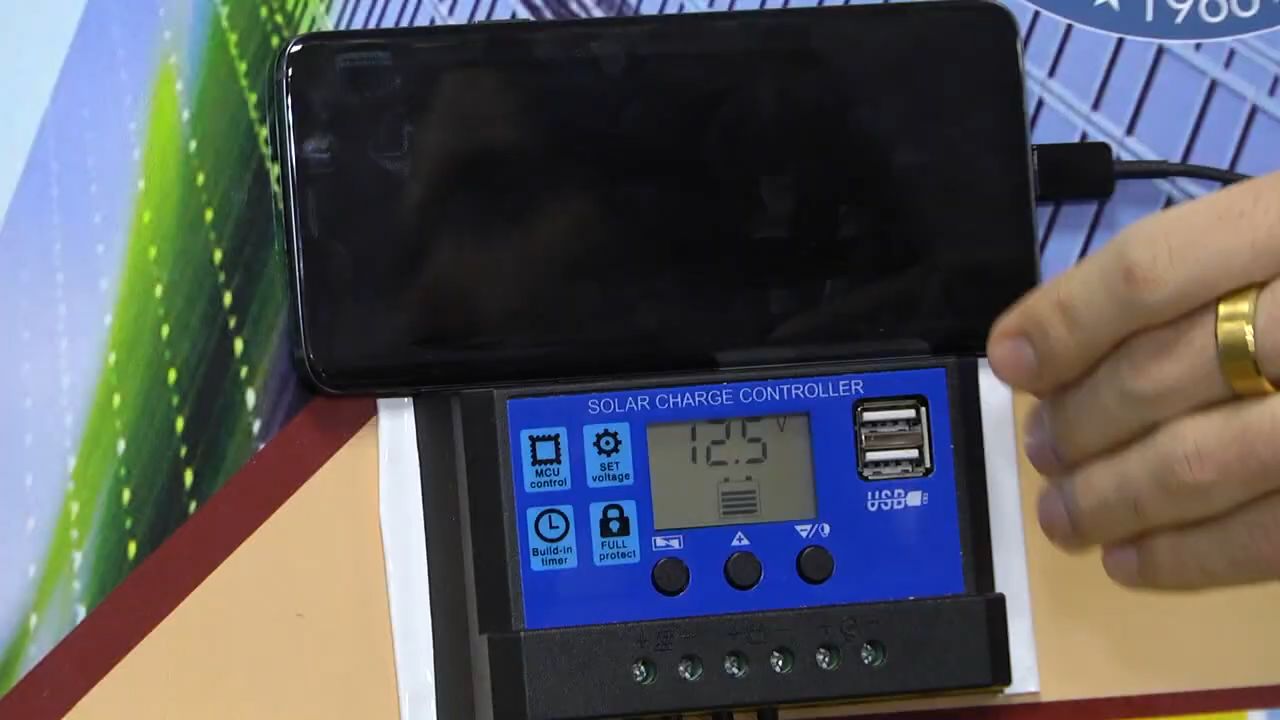 1960
SOLAR CHARGE CONTROLLER
MCU
control
SET
voltage
12.5 V
Build-in
timer
FULL
protect
USB